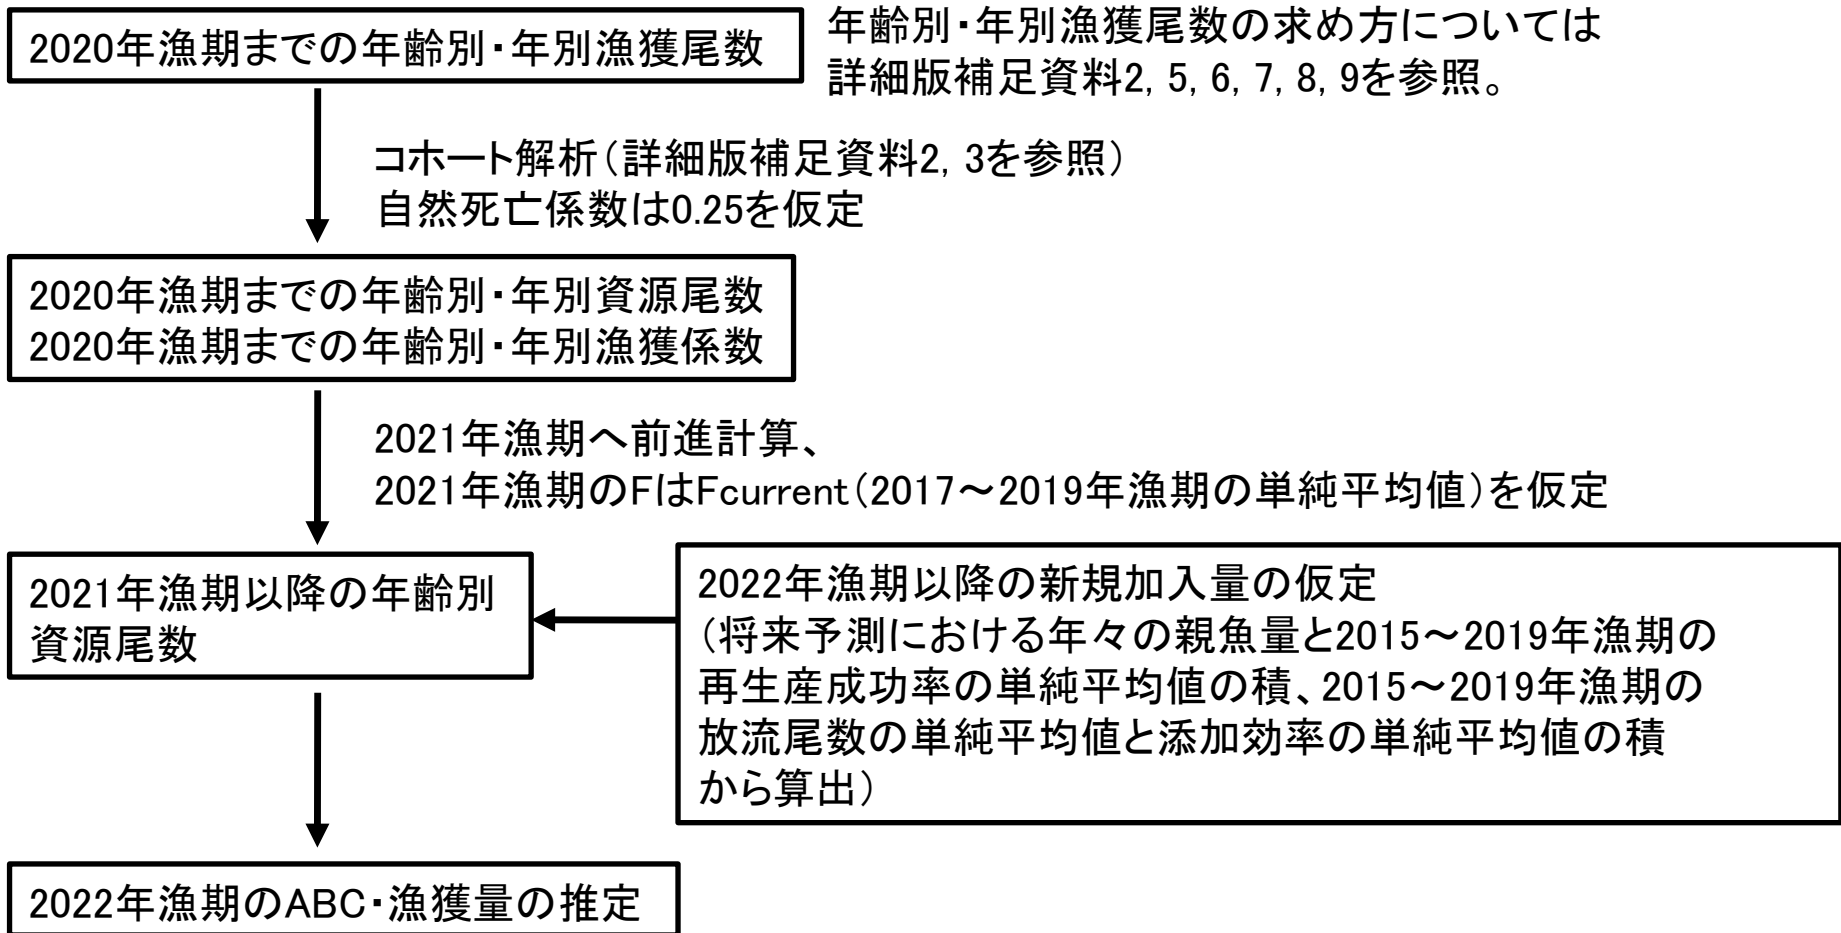 2020年漁期までの年齢別・年別漁獲尾数
年齢別・年別漁獲尾数の求め方については
詳細版補足資料2, 5, 6, 7, 8, 9を参照。
コホート解析（詳細版補足資料2, 3を参照）
自然死亡係数は0.25を仮定
2020年漁期までの年齢別・年別資源尾数
2020年漁期までの年齢別・年別漁獲係数
2021年漁期へ前進計算、
2021年漁期のFはFcurrent（2017～2019年漁期の単純平均値）を仮定
2021年漁期以降の年齢別
資源尾数
2022年漁期以降の新規加入量の仮定
（将来予測における年々の親魚量と2015～2019年漁期の
再生産成功率の単純平均値の積、2015～2019年漁期の
放流尾数の単純平均値と添加効率の単純平均値の積
から算出）
2022年漁期のABC・漁獲量の推定